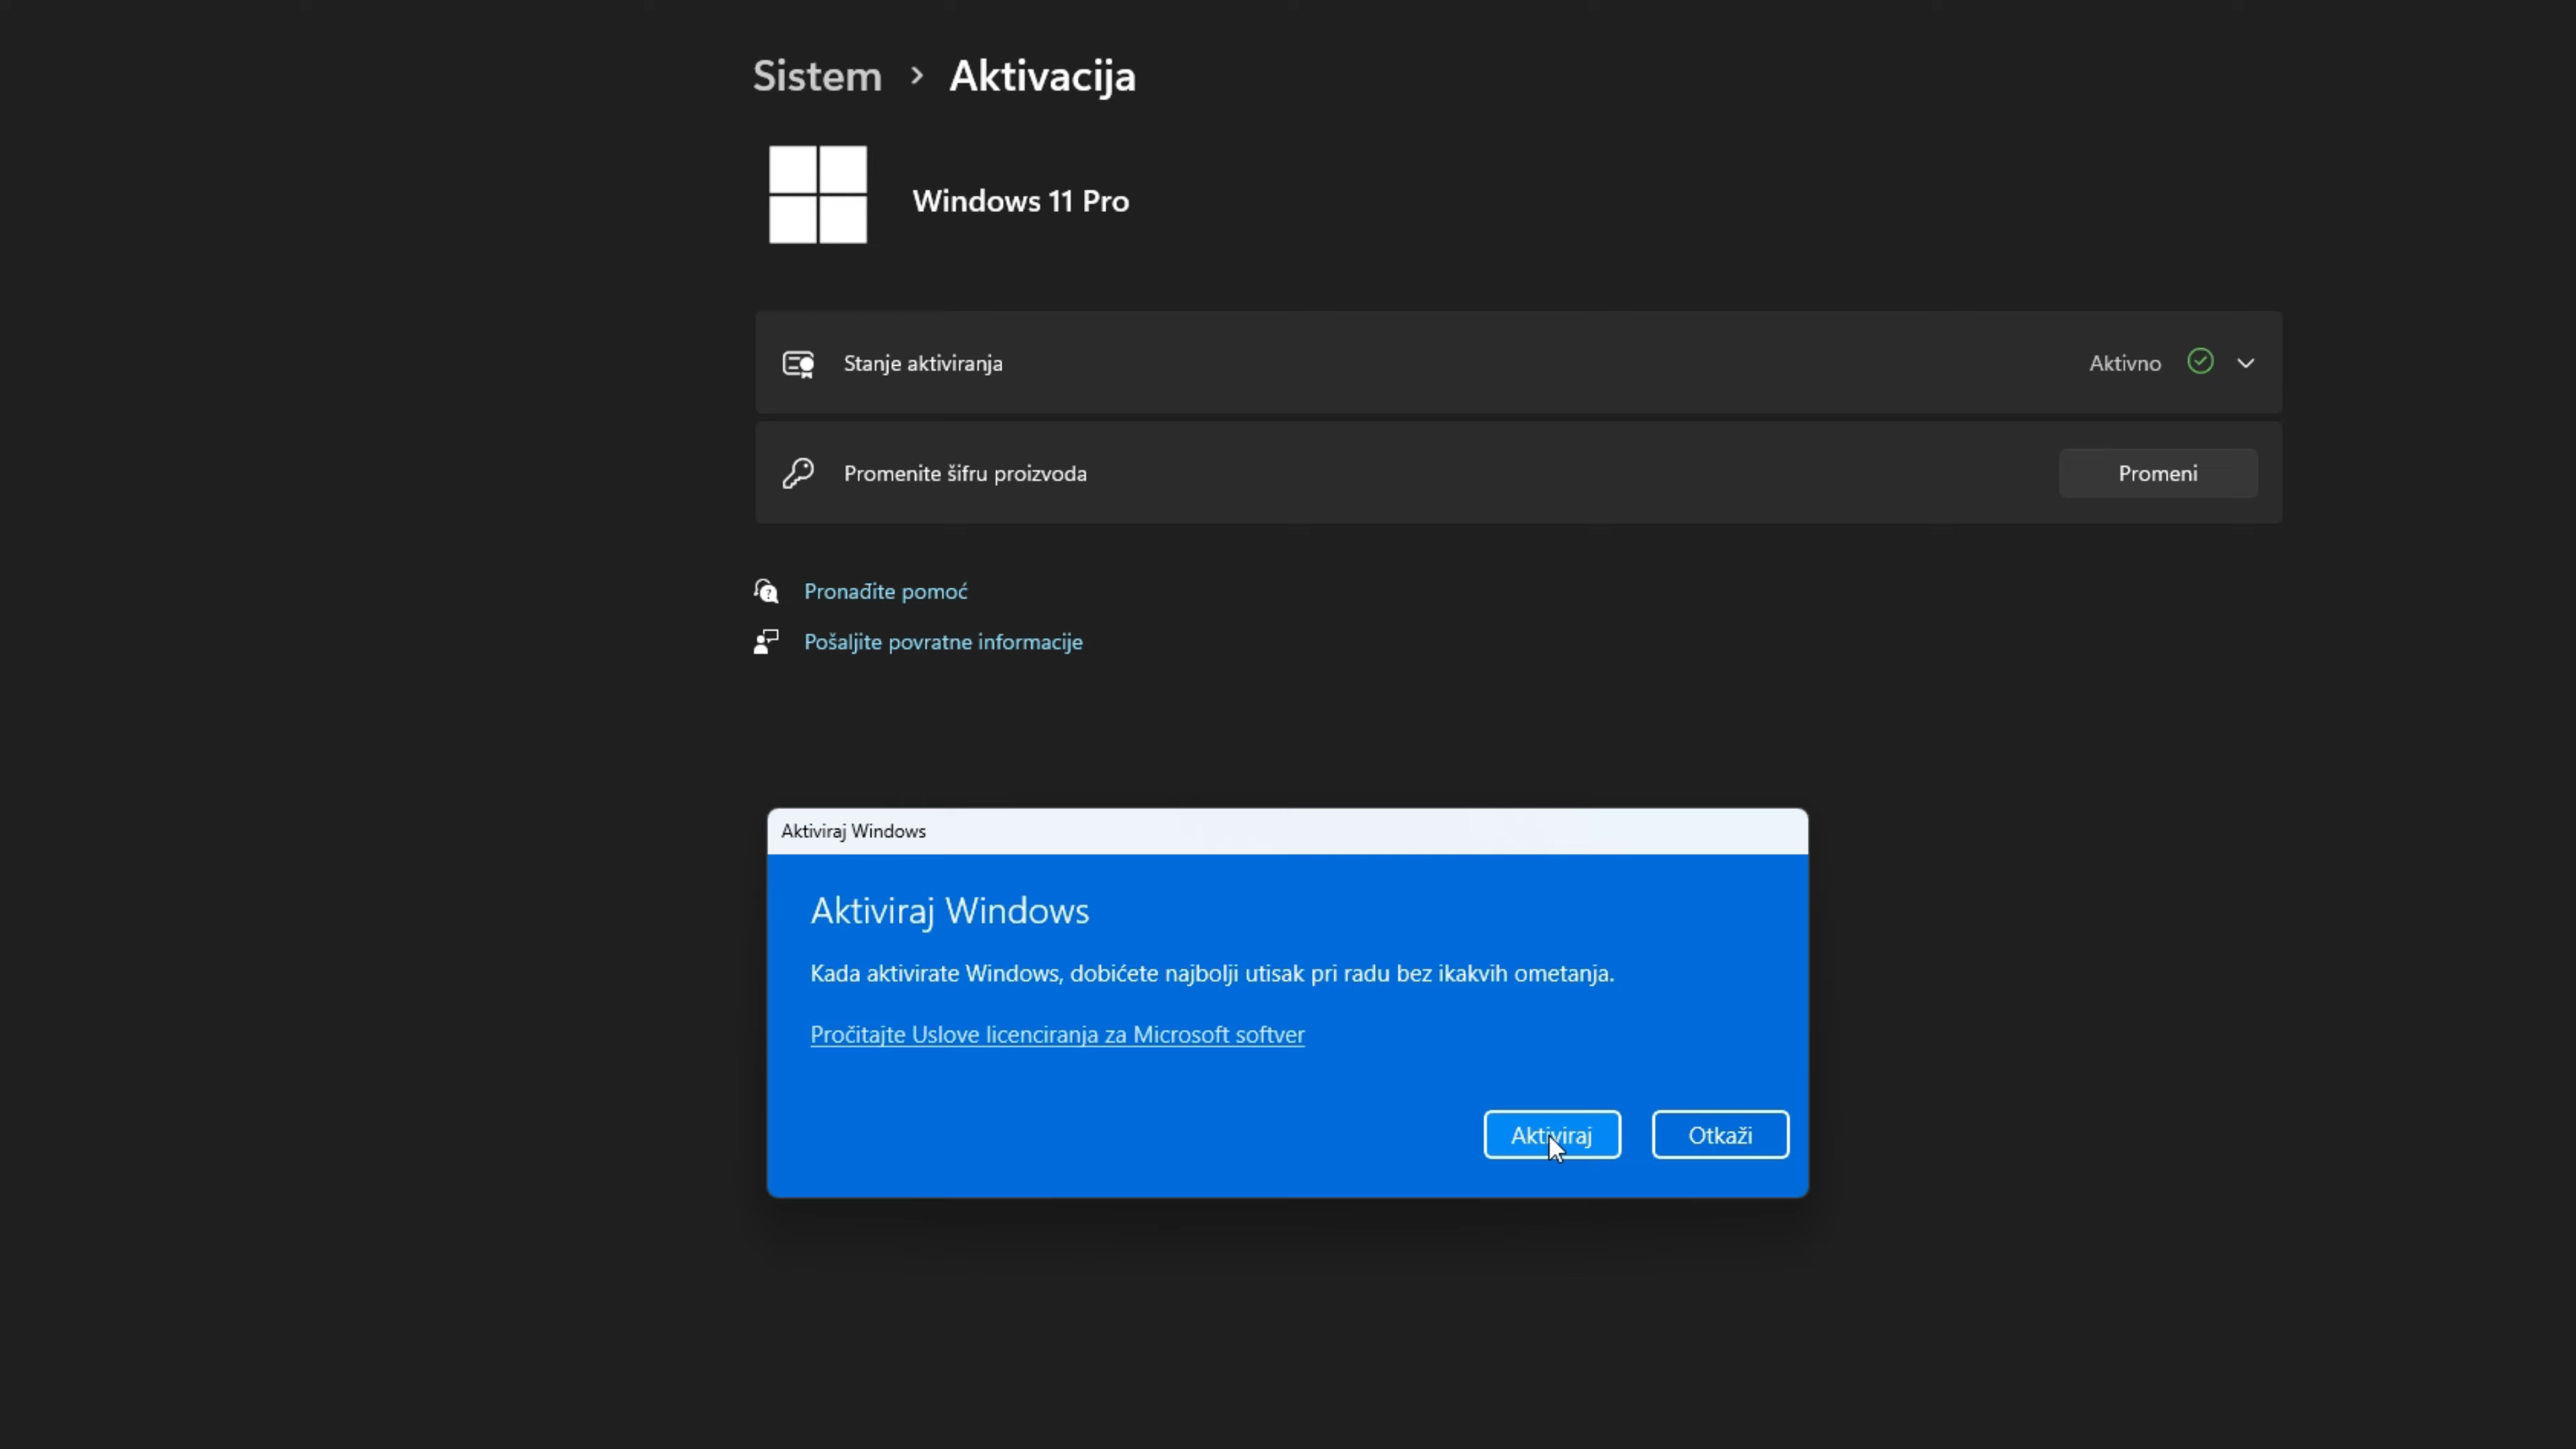 Sistem > Aktivacija
Windows 11 Pro
Stanje aktiviranja Aktivno
Promenite šifru proizvoda Promeni
Pronađite pomoć
Pošaljite povratne informacije
Aktiviraj Windows
Aktiviraj Windows
Kada aktivirate Windows, dobićete najbolji utisak pri radu bez ikakvih ometanja.
Pročitajte Uslove licenciranja za Microsoft softver
Aktiviraj Otkaži